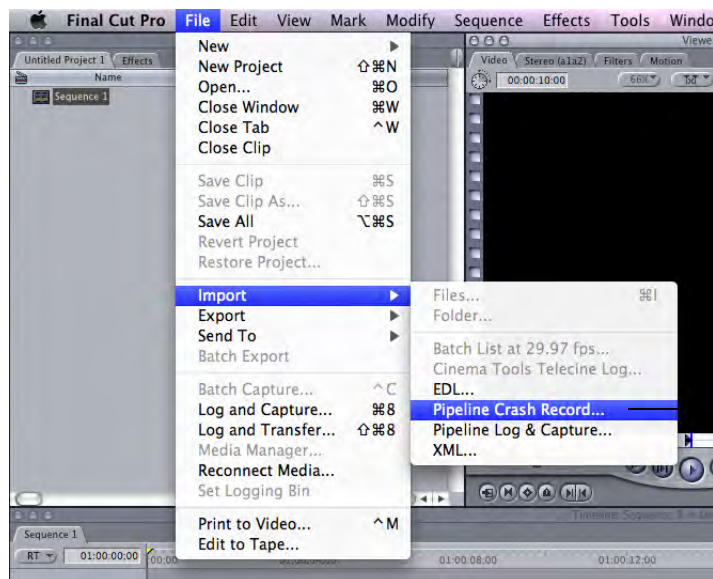 Final Cut Pro File Edit View Mark Modify Sequence Effects Tools Windo
Untitled Project 1 Effects
Name
Sequence 1
New
New Project ⇧⌘N
Open... ⌘O
Close Window ⌘W
Close Tab ^W
Close Clip
Save Clip ⌘S
Save Clip As... ⇧⌘S
Save All ⌥⌘S
Revert Project
Restore Project...
Import
Export
Send To
Batch Export
Batch Capture... ^C
Log and Capture... ⌘8
Log and Transfer... ⇧⌘8
Media Manager...
Reconnect Media...
Set Logging Bin
Print to Video... ^M
Edit to Tape...
Files... ⌘I
Folder...
Batch List at 29.97 fps...
Cinema Tools Telecine Log...
EDL...
Pipeline Crash Record...
Pipeline Log & Capture...
XML...
Viewe
Video Stereo (a1a2) Filters Motion
00:00:10:00 66%
Sequence 1
RT 01:00:00:00 00:00 01:00:08:00 01:00:12:00